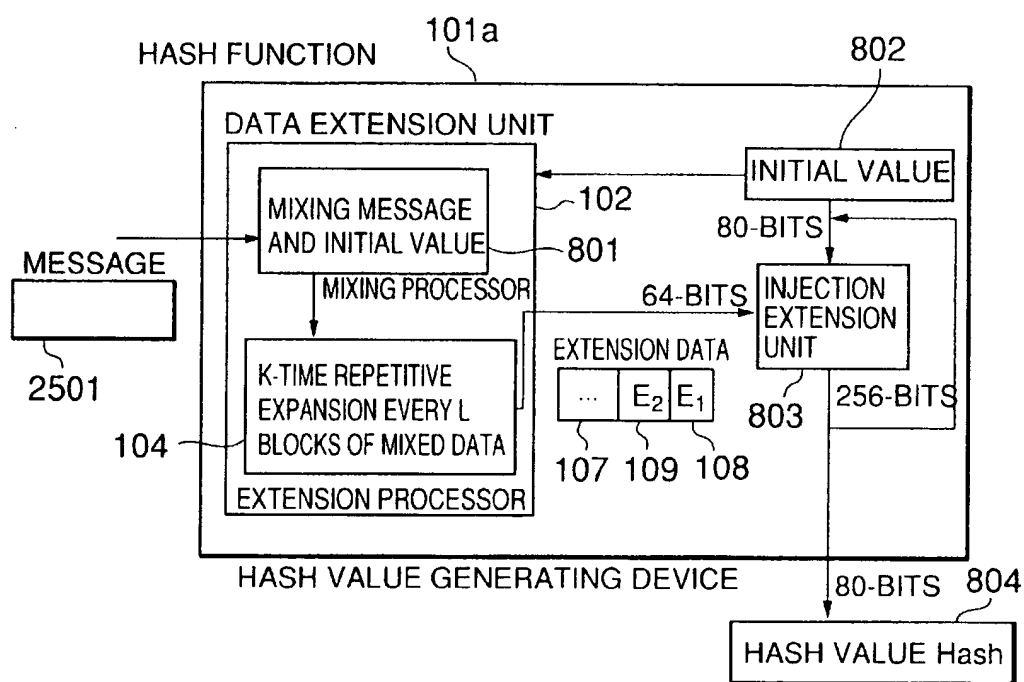 101a
HASH FUNCTION
802
DATA EXTENSION UNIT
INITIAL VALUE
MIXING MESSAGE
AND INITIAL VALUE
102
801
80-BITS
MESSAGE
MIXING PROCESSOR
64-BITS
INJECTION
EXTENSION
UNIT
2501
K-TIME REPETITIVE
EXPANSION EVERY L
BLOCKS OF MIXED DATA
EXTENSION DATA
... E2 E1
803
256-BITS
104
107 109 108
EXTENSION PROCESSOR
HASH VALUE GENERATING DEVICE
80-BITS
804
HASH VALUE Hash